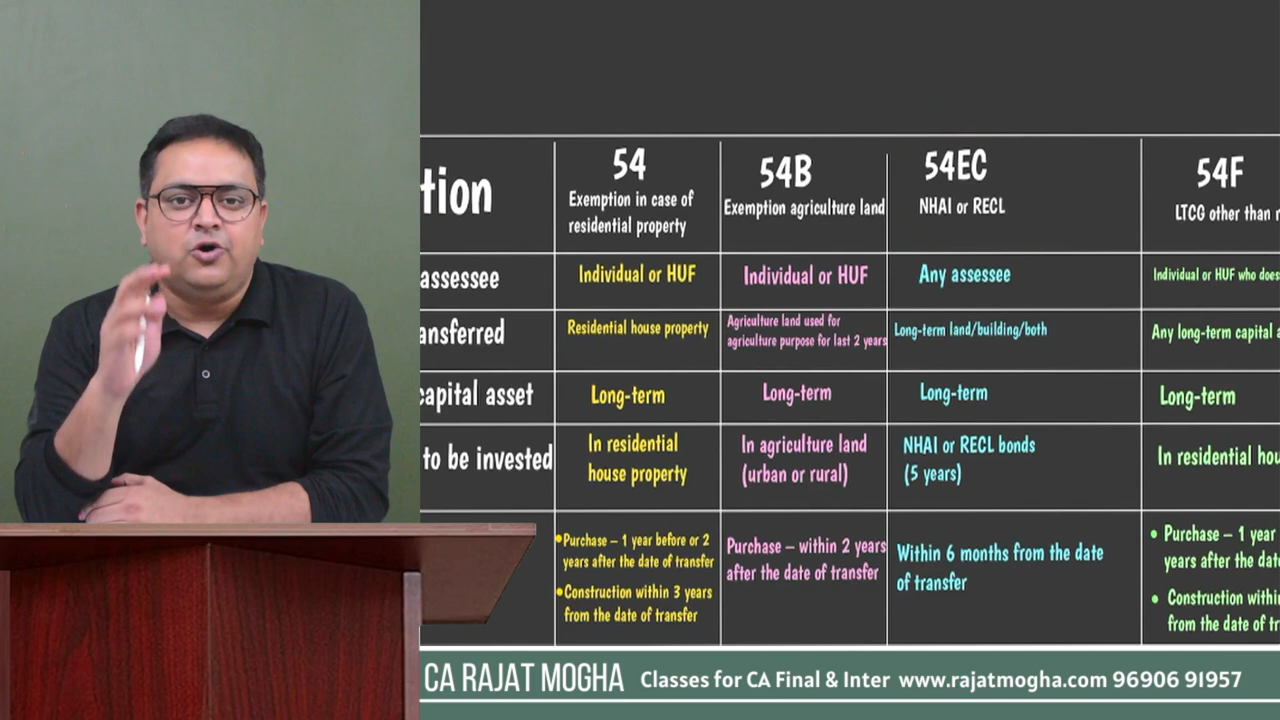 tion
54
Exemption in case of
residential property
54B
Exemption agriculture land
54EC
NHAI or RECL
54F
LTCG other than r
assessee
Individual or HUF
Individual or HUF
Any assessee
Individual or HUF who does
ansferred
Residential house property
Agriculture land used for
agriculture purpose for last 2 years
Long-term land/building/both
Any long-term capital a
capital asset
Long-term
Long-term
Long-term
Long-term
to be invested
In residential
house property
In agriculture land
(urban or rural)
NHAI or RECL bonds
(5 years)
In residential hou
• Purchase – 1 year before or 2
years after the date of transfer
• Construction within 3 years
from the date of transfer
Purchase – within 2 years
after the date of transfer
Within 6 months from the date
of transfer
• Purchase – 1 year
years after the date
• Construction within
from the date of tr
CA RAJAT MOGHA Classes for CA Final & Inter www.rajatmogha.com 96906 91957